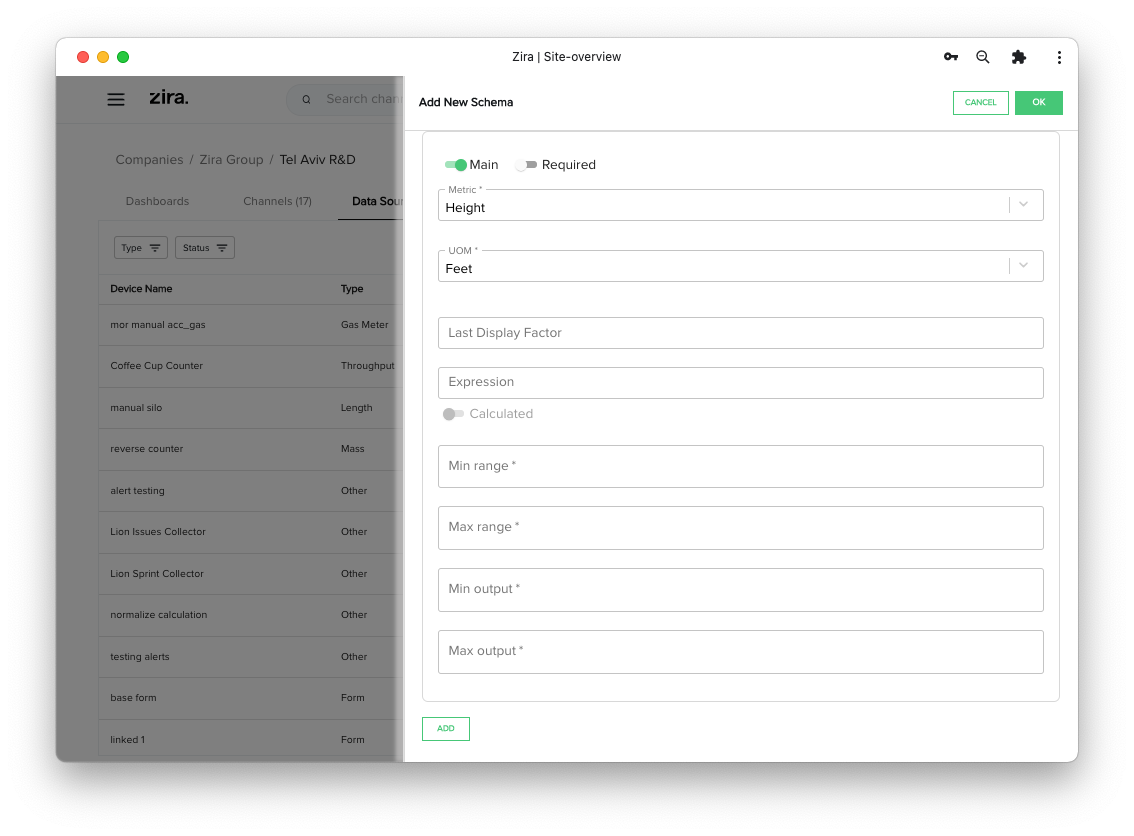 Zira | Site-overview
zira.
Search chan
Companies / Zira Group / Tel Aviv R&D
Dashboards
Channels (17)
Data Sou
Type
Status
Device Name Type
mor manual acc_gas Gas Meter
Coffee Cup Counter Throughput
manual silo Length
reverse counter Mass
alert testing Other
Lion Issues Collector Other
Lion Sprint Collector Other
normalize calculation Other
testing alerts Other
base form Form
linked 1 Form
Add New Schema
CANCEL
OK
Main
Required
Metric *
Height
UOM *
Feet
Last Display Factor
Expression
Calculated
Min range *
Max range *
Min output *
Max output *
ADD